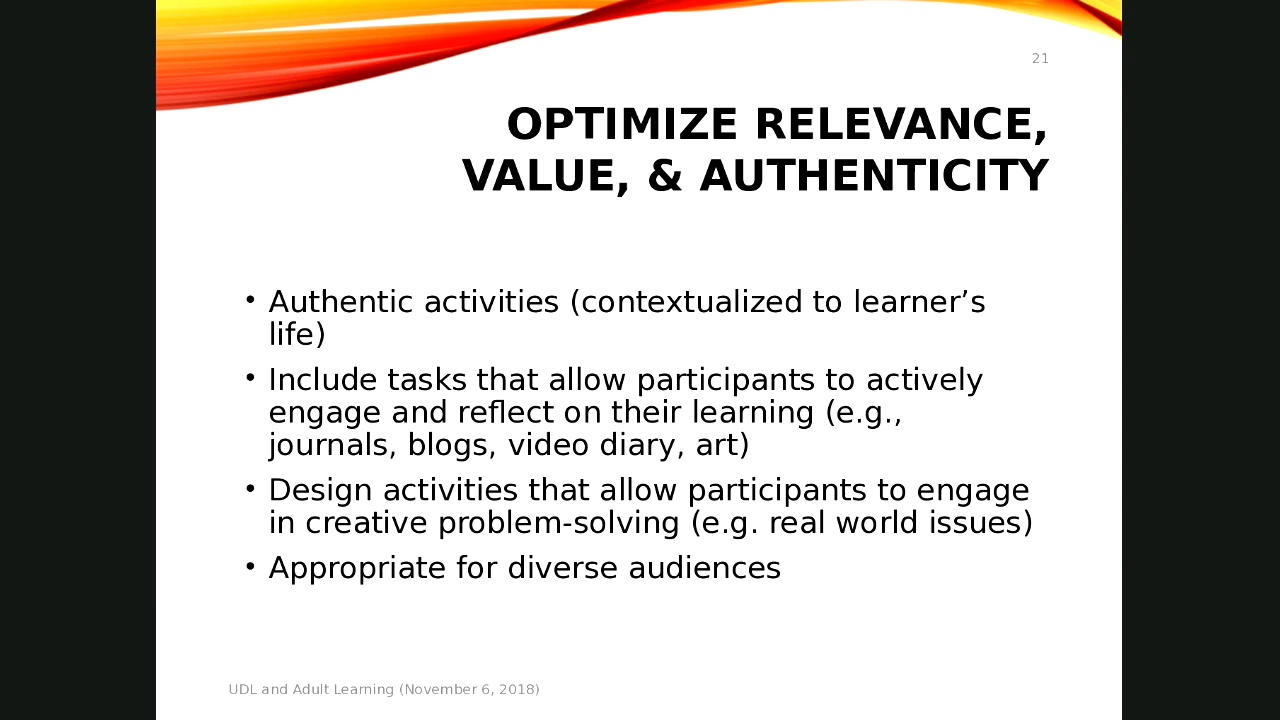 21
OPTIMIZE RELEVANCE,
VALUE, & AUTHENTICITY
• Authentic activities (contextualized to learner’s
life)
• Include tasks that allow participants to actively
engage and reflect on their learning (e.g.,
journals, blogs, video diary, art)
• Design activities that allow participants to engage
in creative problem-solving (e.g. real world issues)
• Appropriate for diverse audiences
UDL and Adult Learning (November 6, 2018)